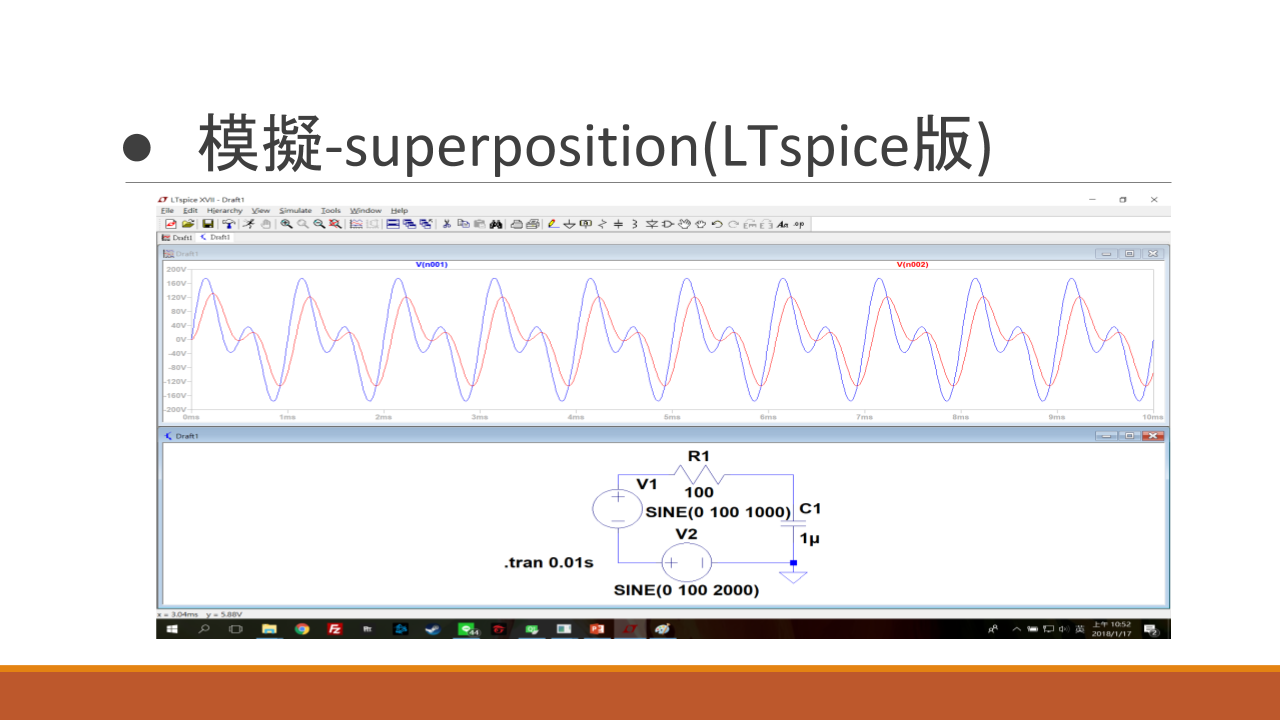 ● 模擬-superposition(LTspice版)
LTspice XVII - Draft1
File Edit Hierarchy View Simulate Tools Window Help
Draft1 Draft1
Draft1
V(n001) V(n002)
200V
160V
120V
80V
40V
0V
-40V
-80V
-120V
-160V
-200V
0ms 1ms 2ms 3ms 4ms 5ms 6ms 7ms 8ms 9ms 10ms
Draft1
R1
V1
100
SINE(0 100 1000)
C1
V2
1µ
.tran 0.01s
SINE(0 100 2000)
x = 3.04ms y = 5.88V
英
上午 10:52
2018/1/17